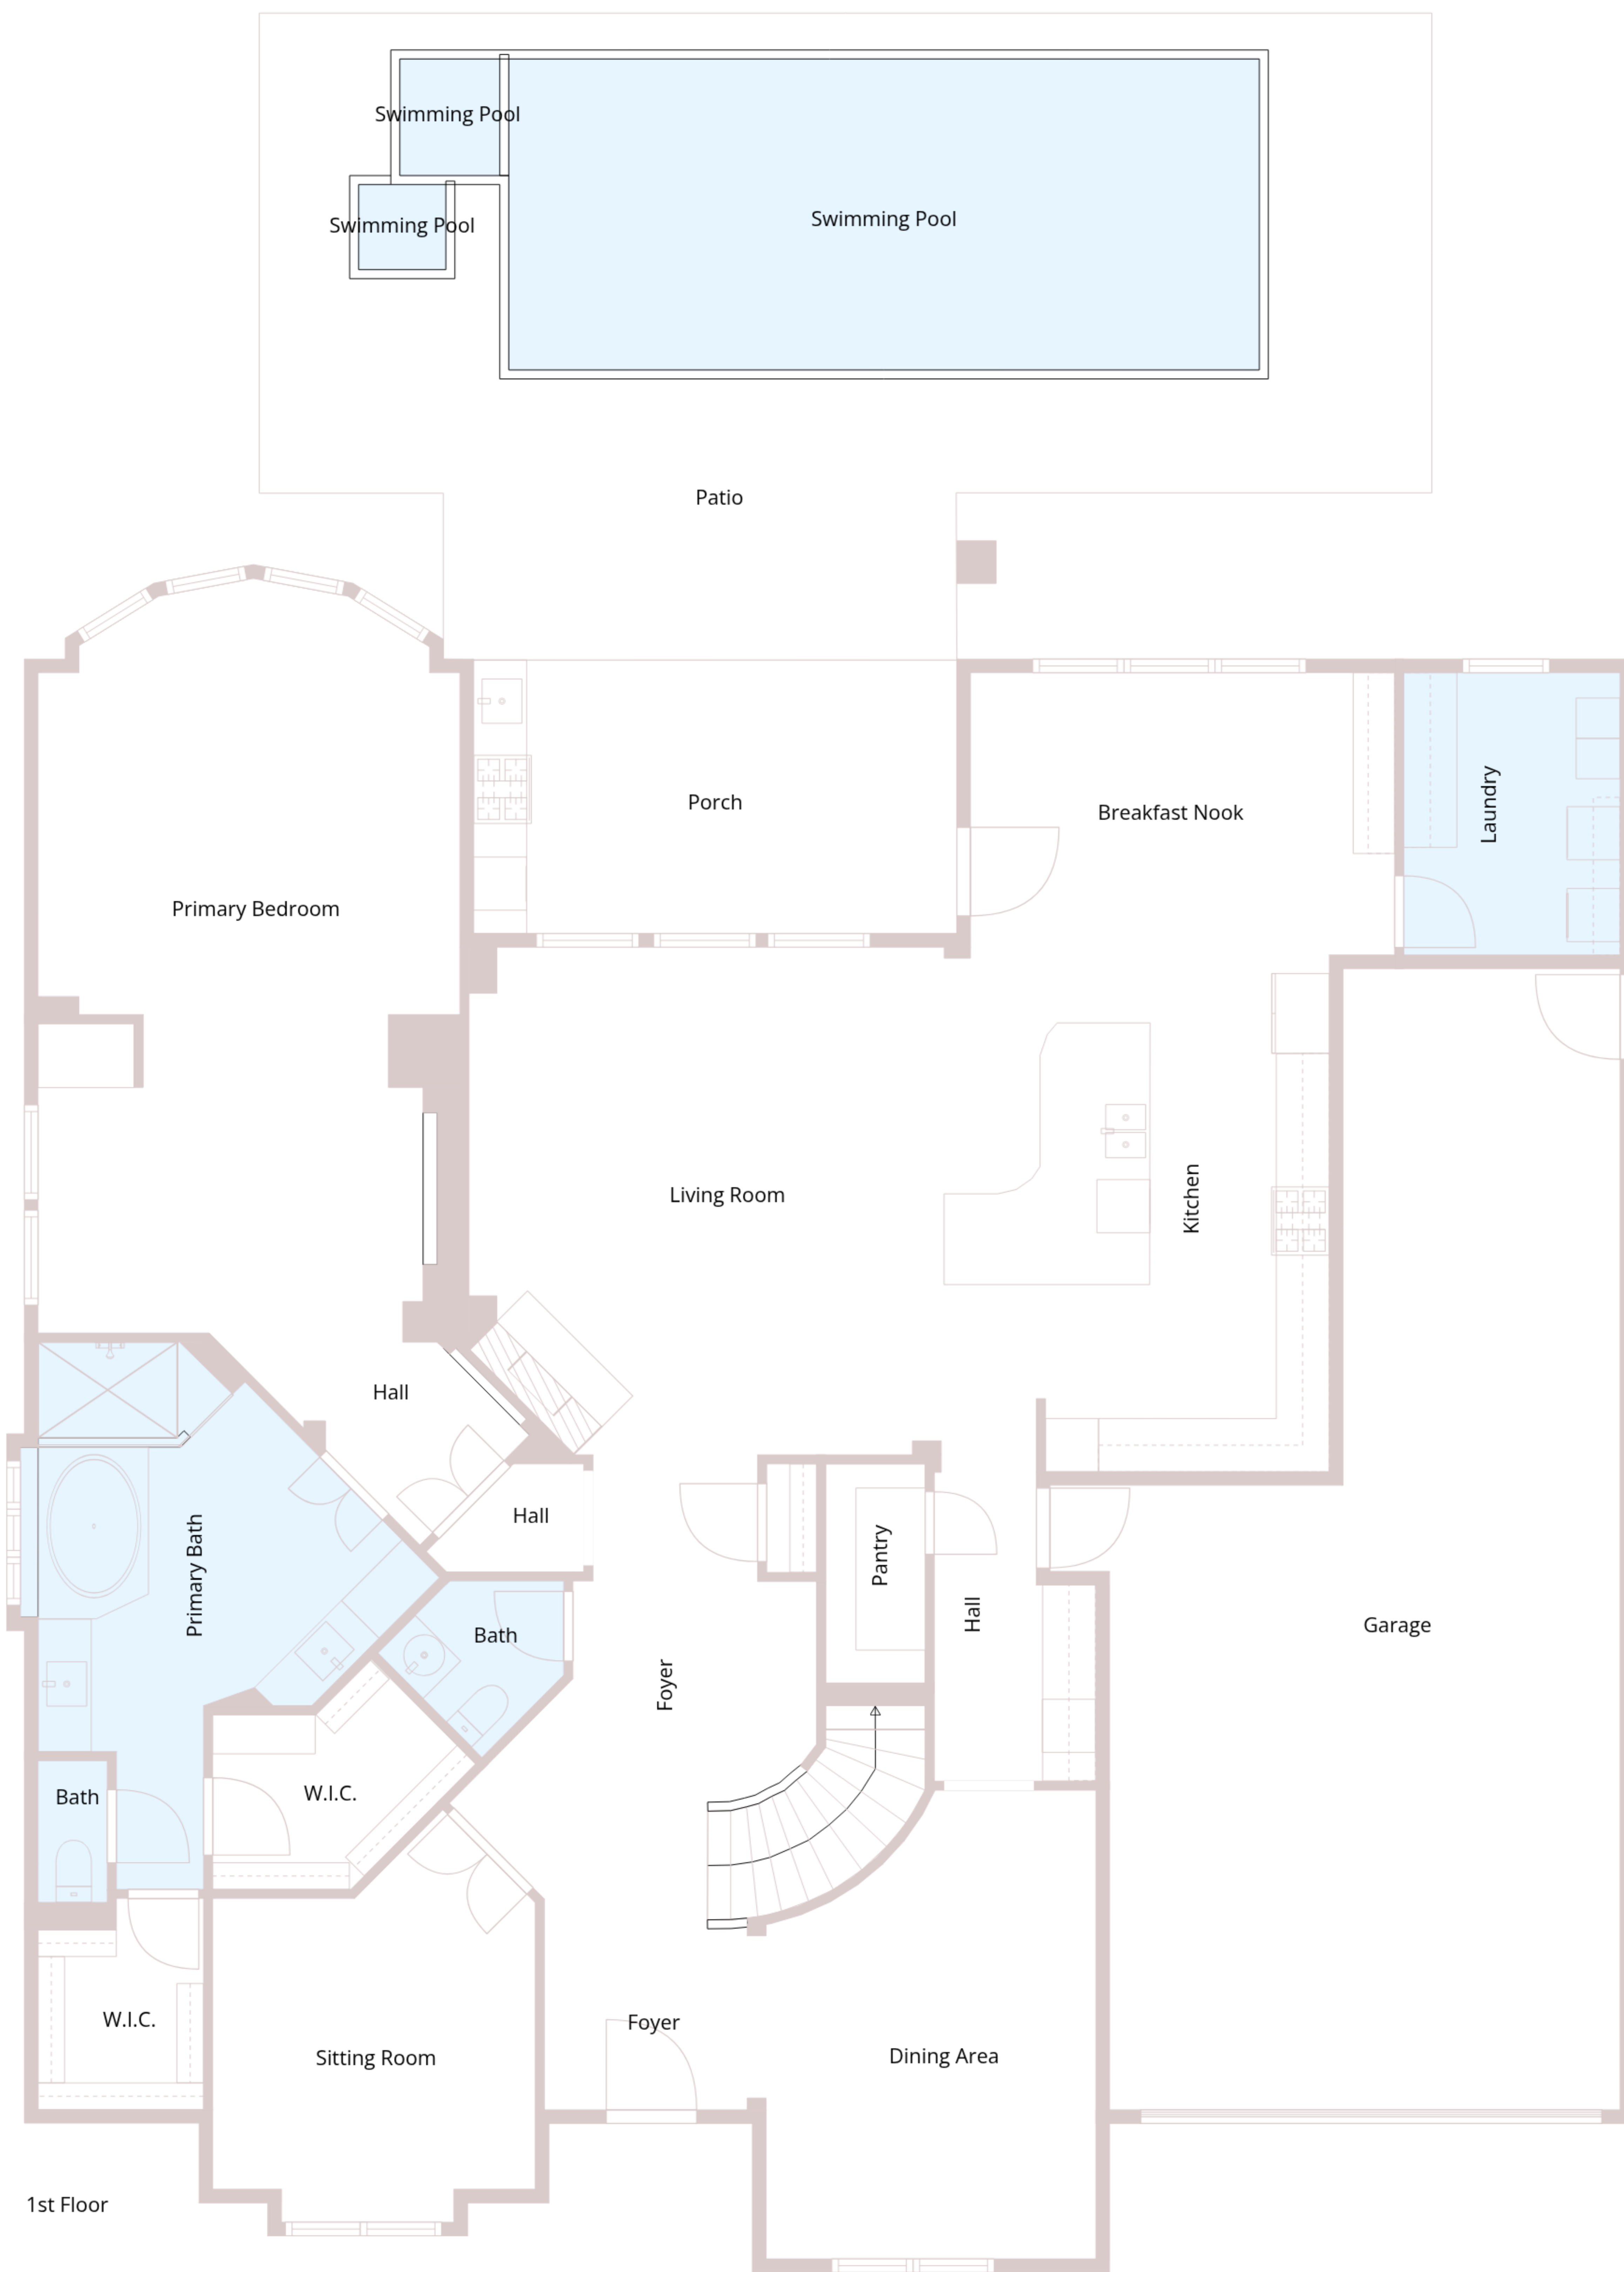 Swimming Pool
Swimming Pool
Swimming Pool
Patio
Porch
Breakfast Nook
Laundry
Primary Bedroom
Living Room
Kitchen
Hall
Hall
Primary Bath
Bath
Pantry
Hall
Garage
Foyer
Bath
W.I.C.
W.I.C.
Sitting Room
Foyer
Dining Area
1st Floor